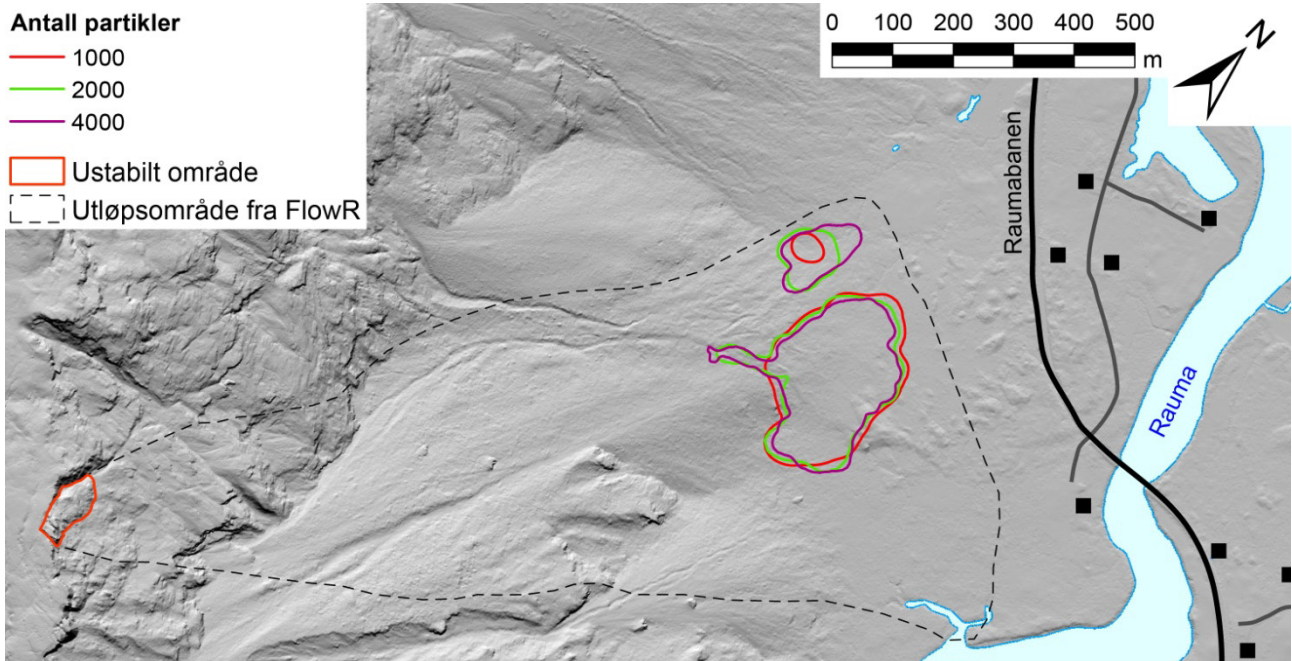 Antall partikler
1000
2000
4000
Ustabilt område
Utløpsområde fra FlowR
0 100 200 300 400 500
m
N
Raumabanen
Rauma